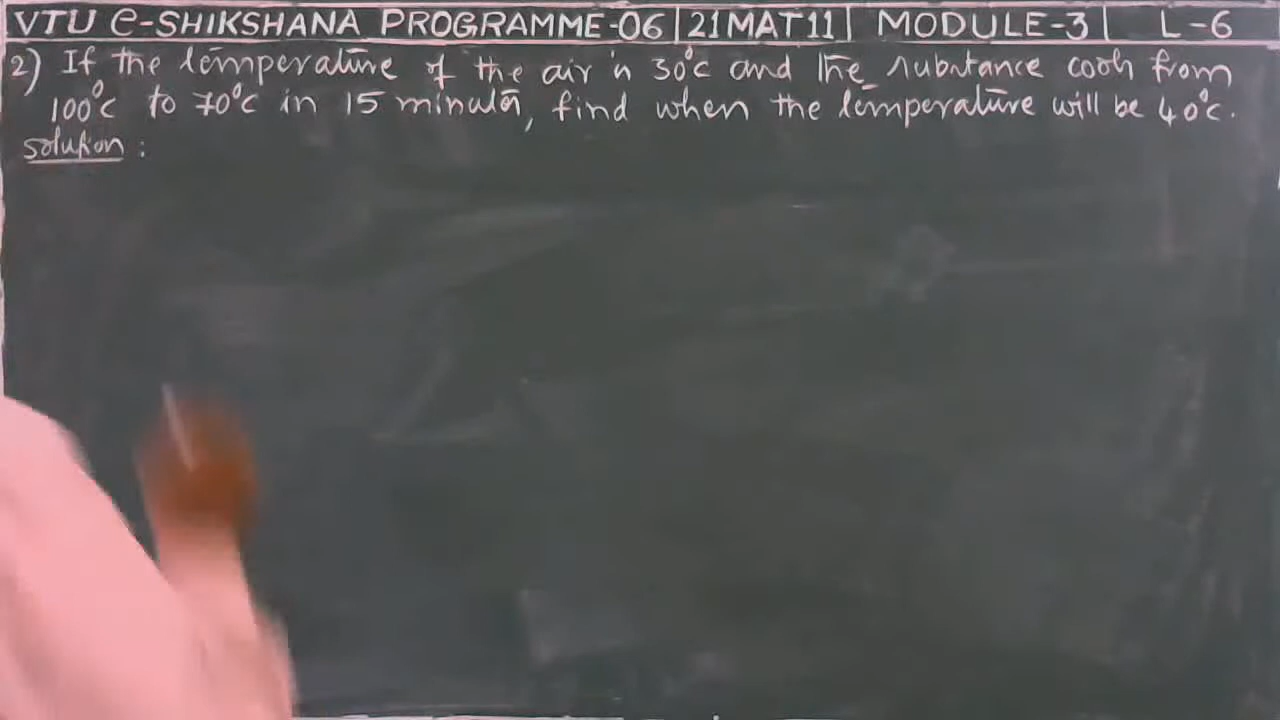 VTU e-SHIKSHANA PROGRAMME-06 | 21MAT11 | MODULE-3 | L-6
2) If the temperature of the air is 30°C and the substance cools from
100°C to 70°C in 15 minutes, find when the temperature will be 40°C.
Solution :